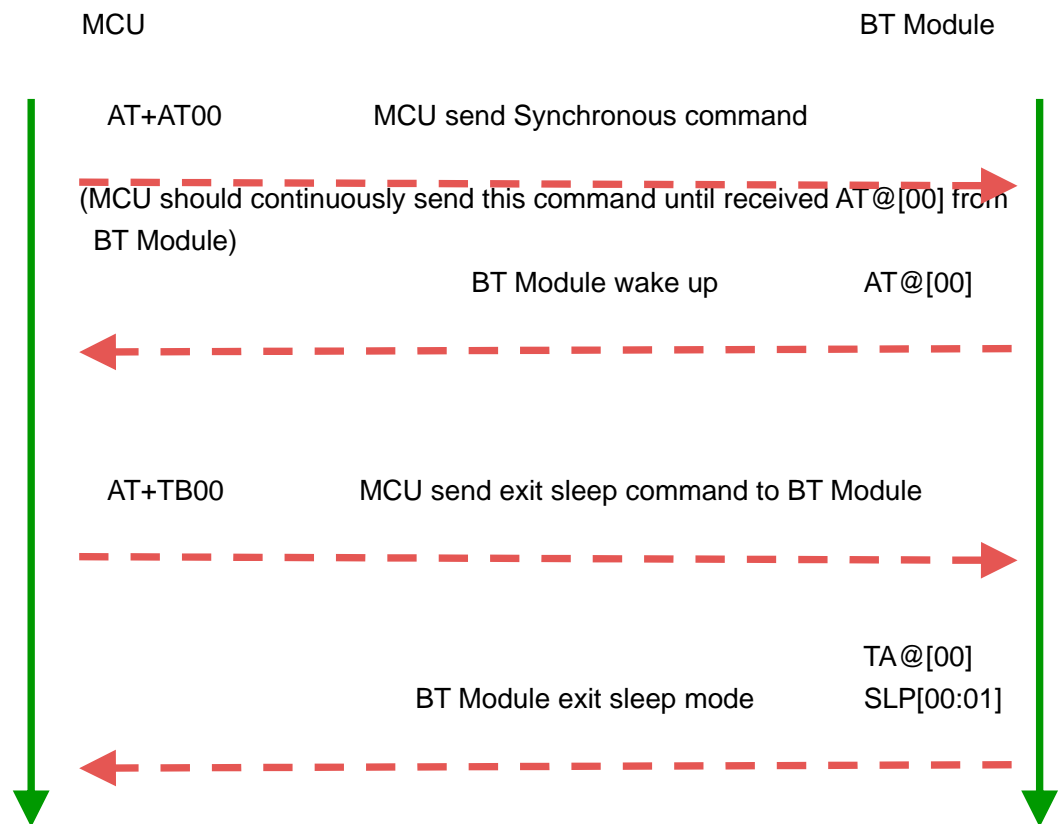 MCU BT Module
AT+AT00 MCU send Synchronous command
(MCU should continuously send this command until received AT@[00] from
BT Module)
BT Module wake up AT@[00]
AT+TB00 MCU send exit sleep command to BT Module
TA@[00]
BT Module exit sleep mode SLP[00:01]